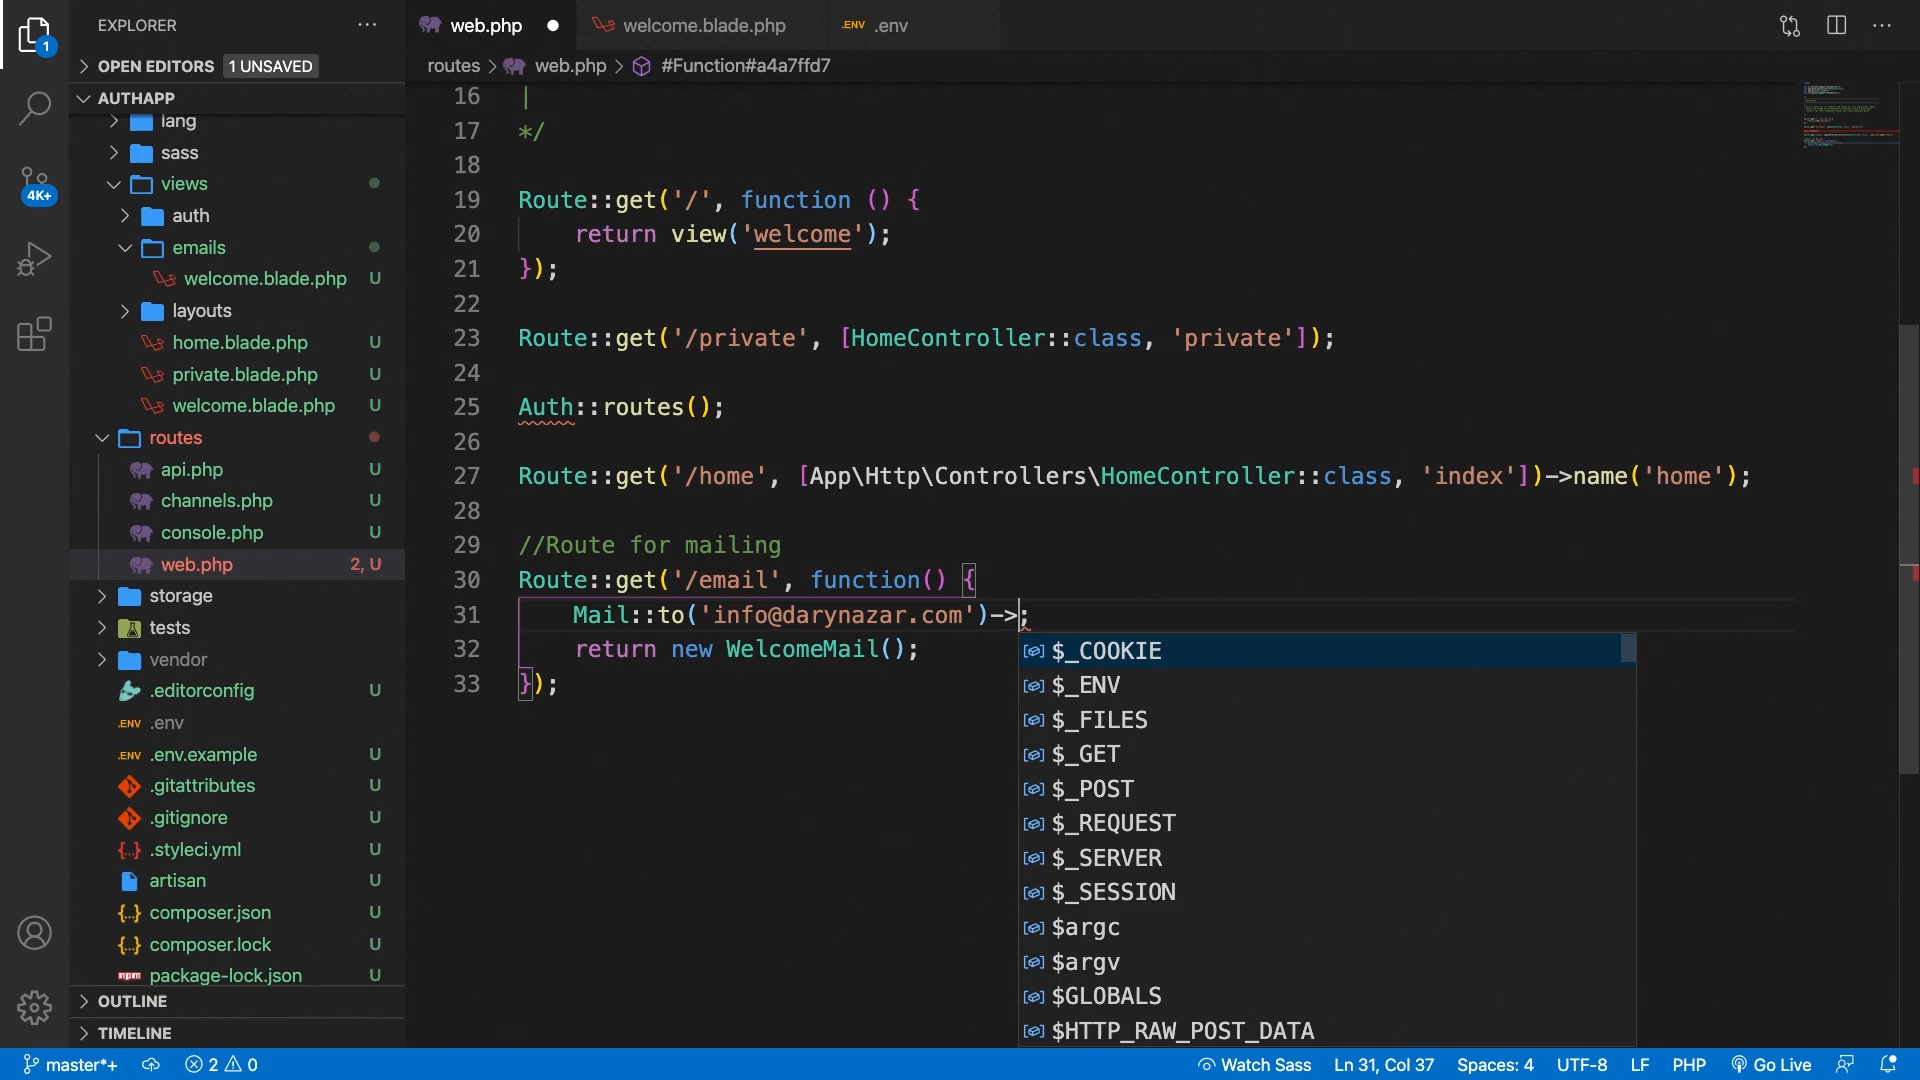 EXPLORER
1
OPEN EDITORS 1 UNSAVED
AUTHAPP
lang
sass
views
auth
emails
welcome.blade.php U
layouts
home.blade.php U
private.blade.php U
welcome.blade.php U
routes
api.php U
channels.php U
console.php U
web.php 2, U
storage
tests
vendor
.editorconfig U
.ENV .env
.ENV .env.example U
.gitattributes U
.gitignore U
.styleci.yml U
artisan U
composer.json U
composer.lock U
npm package-lock.json U
OUTLINE
TIMELINE
4K+
web.php
welcome.blade.php
.ENV .env
routes > web.php > #Function#a4a7ffd7
16 |
17 */
18
19 Route::get('/', function () {
20 return view('welcome');
21 });
22
23 Route::get('/private', [HomeController::class, 'private']);
24
25 Auth::routes();
26
27 Route::get('/home', [App\Http\Controllers\HomeController::class, 'index'])->name('home');
28
29 //Route for mailing
30 Route::get('/email', function() {
31 Mail::to('info@darynazar.com')->;
32 return new WelcomeMail();
33 });
$_COOKIE
$_ENV
$_FILES
$_GET
$_POST
$_REQUEST
$_SERVER
$_SESSION
$argc
$argv
$GLOBALS
$HTTP_RAW_POST_DATA
master*+ 2 0 Watch Sass Ln 31, Col 37 Spaces: 4 UTF-8 LF PHP Go Live